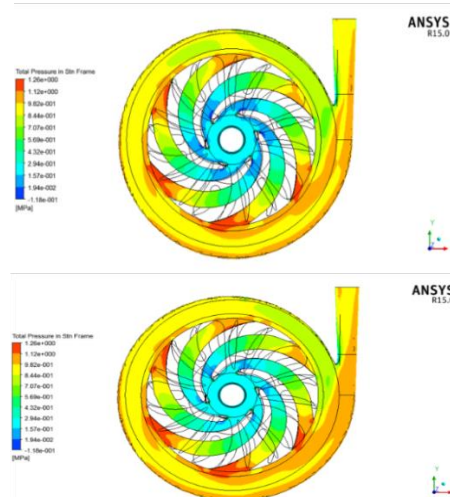 ANSYS
R15.0
Total Pressure in Stn Frame
1.26e+000
1.12e+000
9.82e-001
8.44e-001
7.07e-001
5.69e-001
4.32e-001
2.94e-001
1.57e-001
1.94e-002
-1.18e-001
[MPa]
Y
X
ANSYS
R15.0
Total Pressure in Stn Frame
1.26e+000
1.12e+000
9.82e-001
8.44e-001
7.07e-001
5.69e-001
4.32e-001
2.94e-001
1.57e-001
1.94e-002
-1.18e-001
[MPa]
Y